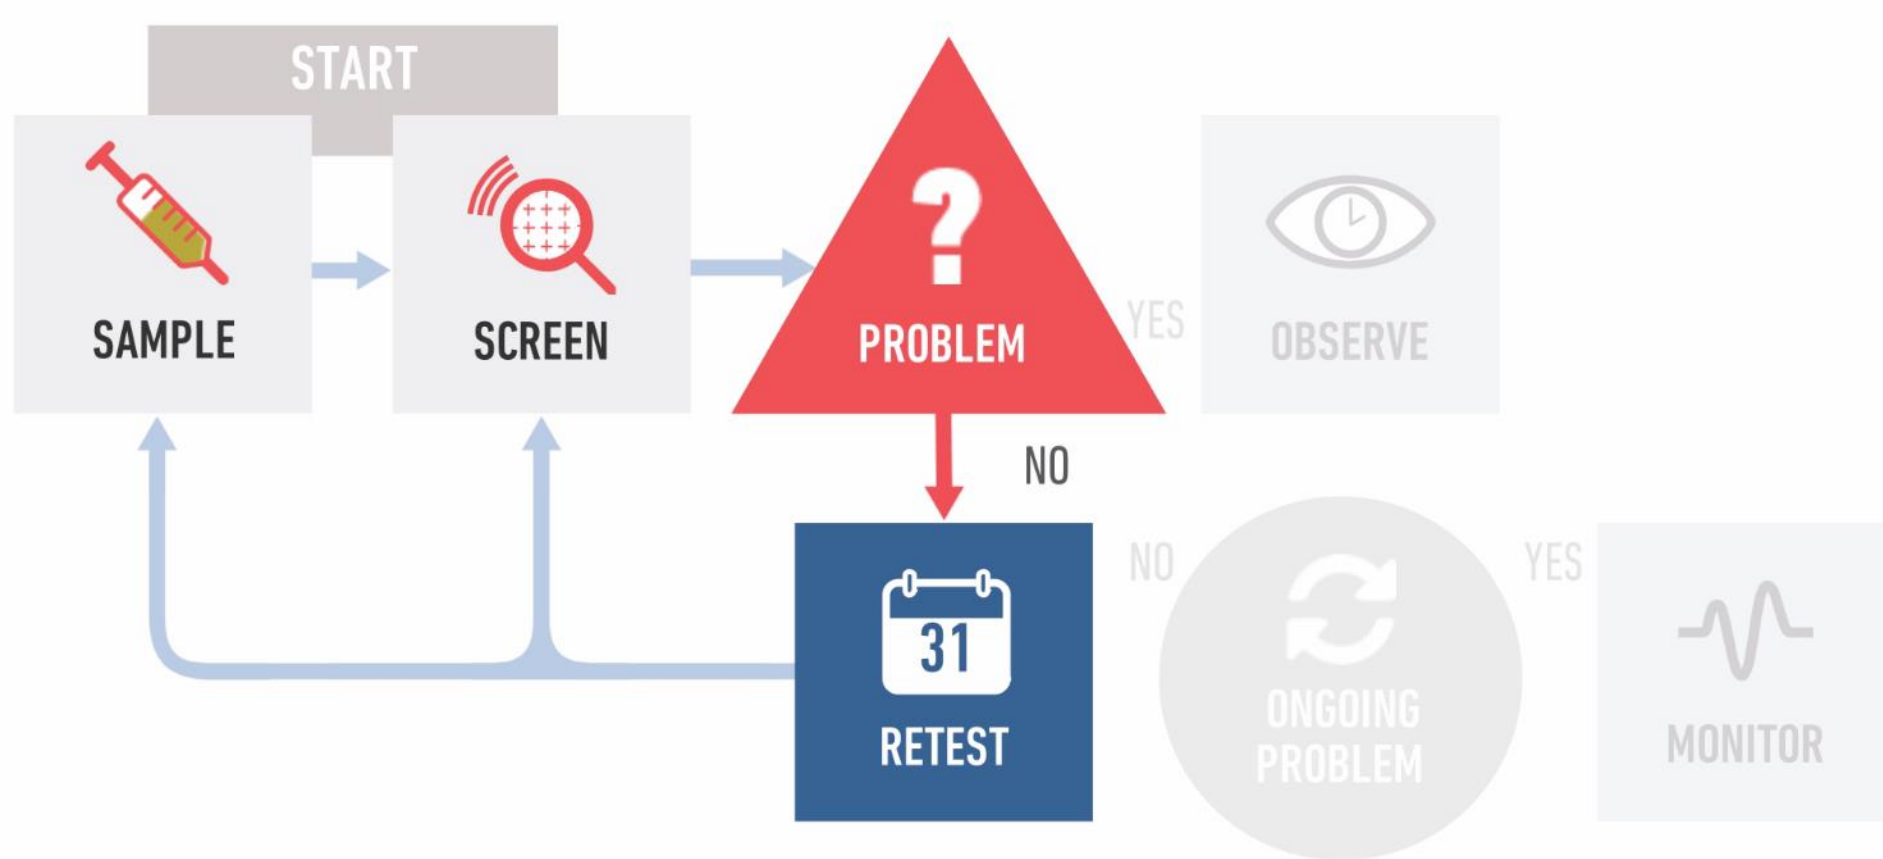 START
SAMPLE
SCREEN
?
PROBLEM
YES
OBSERVE
NO
31
RETEST
NO
ONGOING
PROBLEM
YES
MONITOR